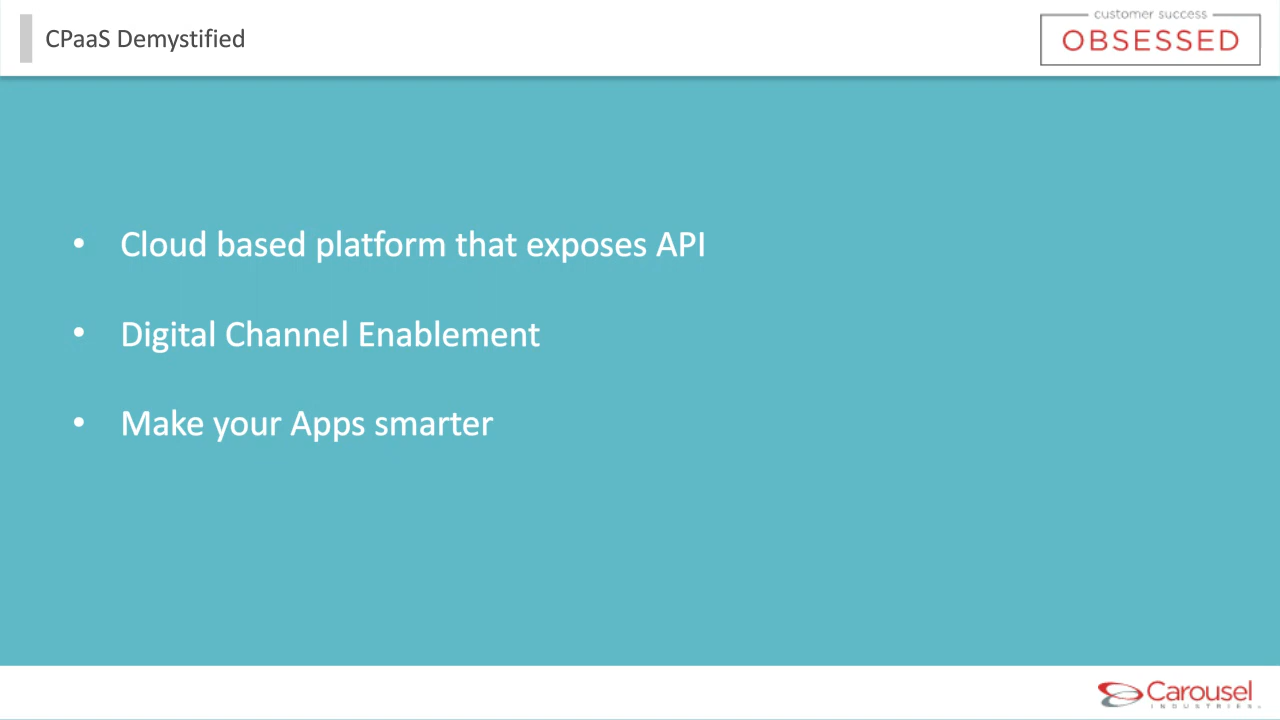 CPaaS Demystified
customer success
OBSESSED
• Cloud based platform that exposes API
• Digital Channel Enablement
• Make your Apps smarter
Carousel
INDUSTRIES